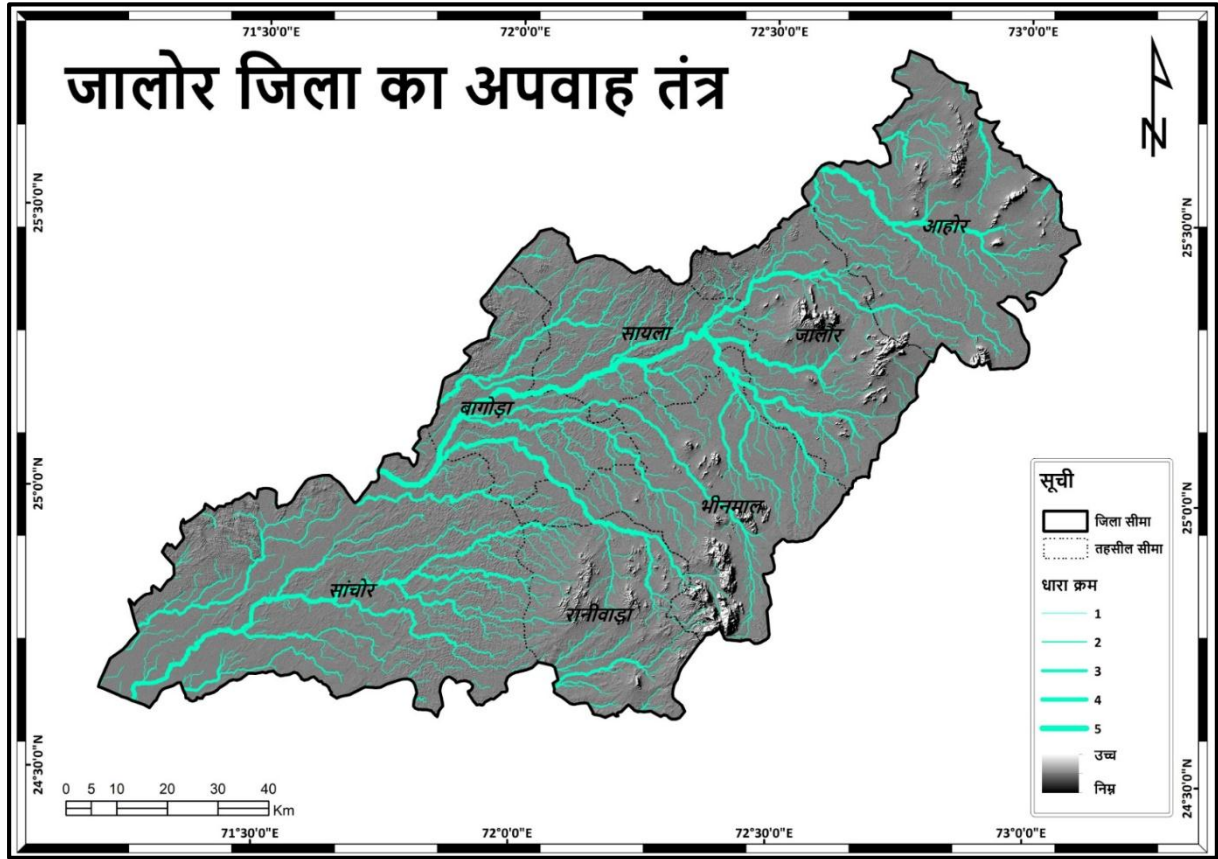 जालोर जिला का अपवाह तंत्र
71°30'0"E
72°0'0"E
72°30'0"E
73°0'0"E
N
25°30'0"N
25°30'0"N
आहोर
सायला
जालोर
बागोड़ा
25°0'0"N
25°0'0"N
भीनमाल
सांचोर
रानीवाड़ा
सूची
जिला सीमा
तहसील सीमा
धारा क्रम
1
2
3
4
5
उच्च
निम्न
24°30'0"N
24°30'0"N
0 5 10 20 30 40
Km
71°30'0"E
72°0'0"E
72°30'0"E
73°0'0"E